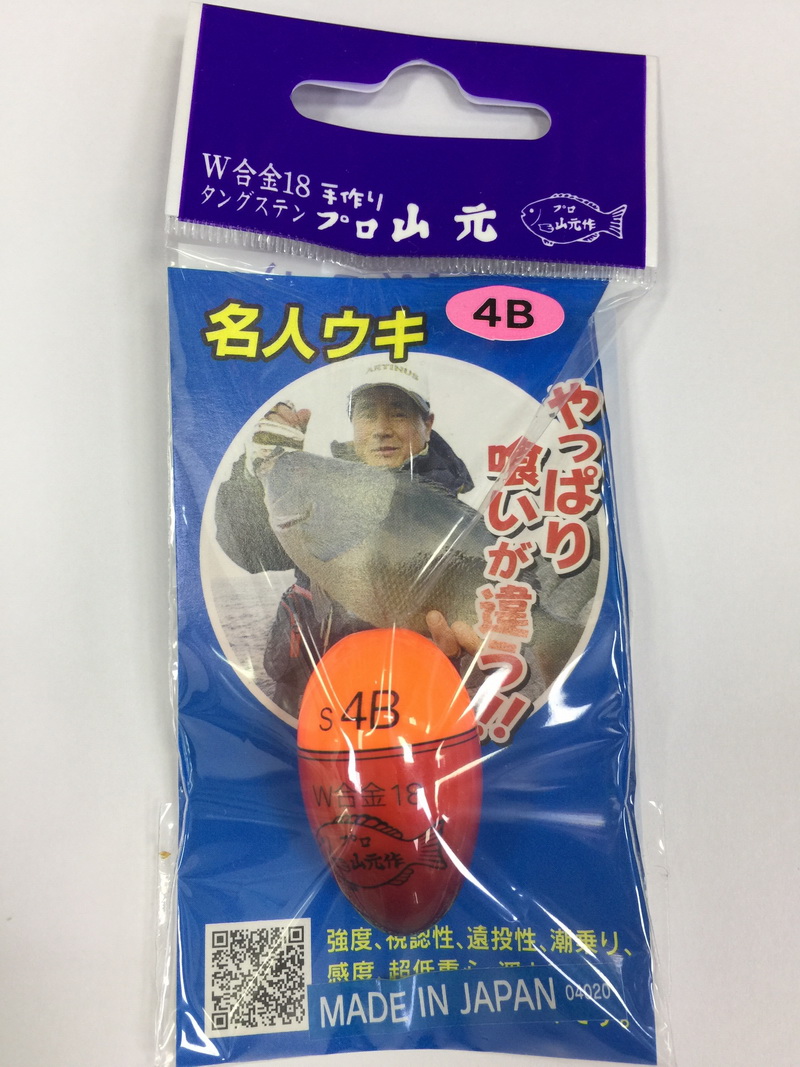 W合金18
タングステン
手作り
プロ山元
プロ
山元作
名人ウキ
4B
ARTINUS
やっぱり
喰いが違う!!
S 4B
W合金18
プロ
山元作
強度、視認性、遠投性、潮乗り、
感度、超低重心
MADE IN JAPAN 04020